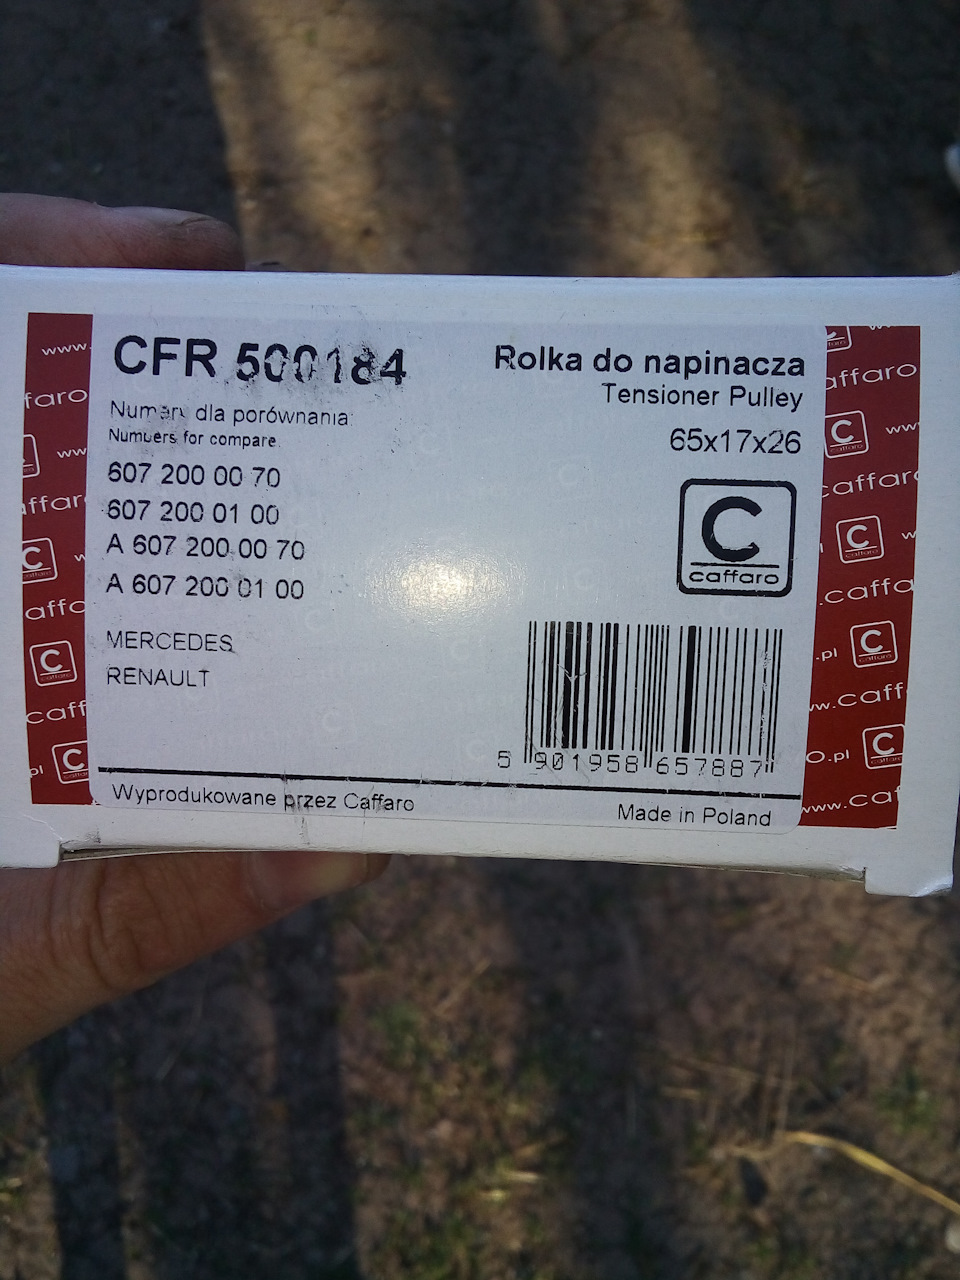 CFR 500184
Numery dla porównania:
Numbers for compare:
607 200 00 70
607 200 01 00
A 607 200 00 70
A 607 200 01 00
MERCEDES
RENAULT
Rolka do napinacza
Tensioner Pulley
65x17x26
C
caffaro
5 901958 657887
Wyprodukowane przez Caffaro
Made in Poland